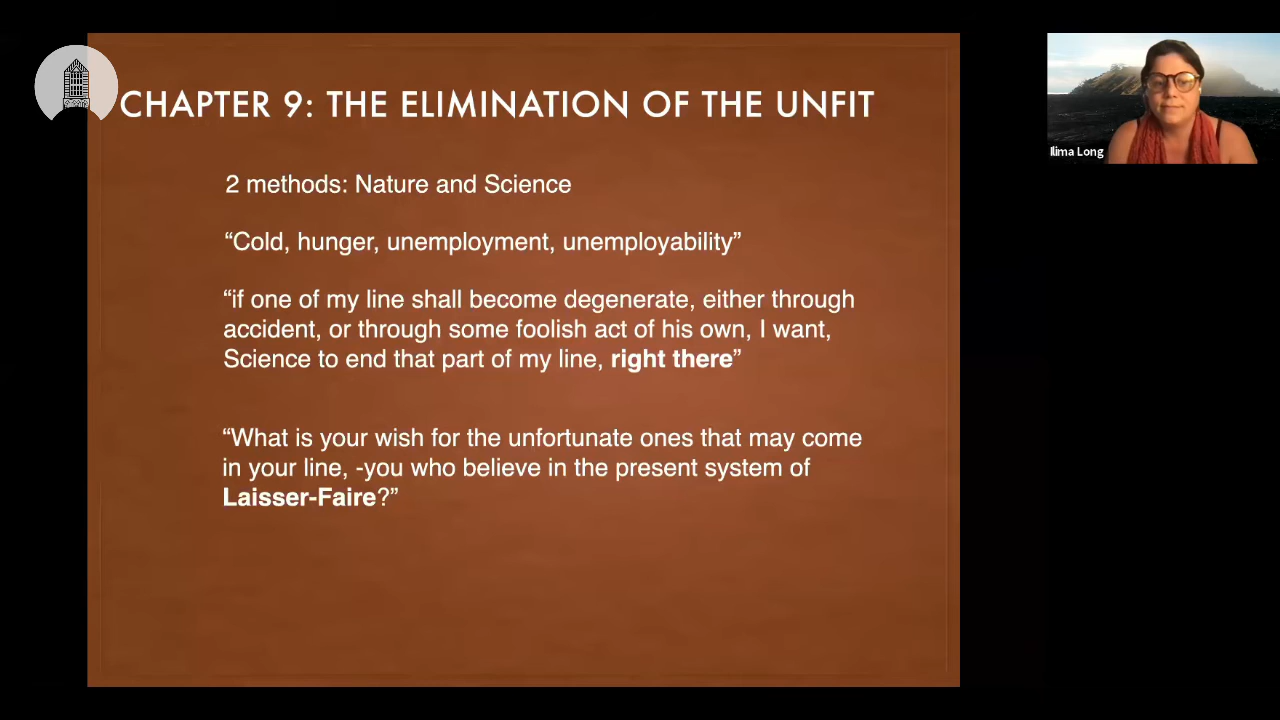 CHAPTER 9: THE ELIMINATION OF THE UNFIT
2 methods: Nature and Science
“Cold, hunger, unemployment, unemployability”
“if one of my line shall become degenerate, either through
accident, or through some foolish act of his own, I want,
Science to end that part of my line, right there”
“What is your wish for the unfortunate ones that may come
in your line, -you who believe in the present system of
Laisser-Faire?”
Ilima Long